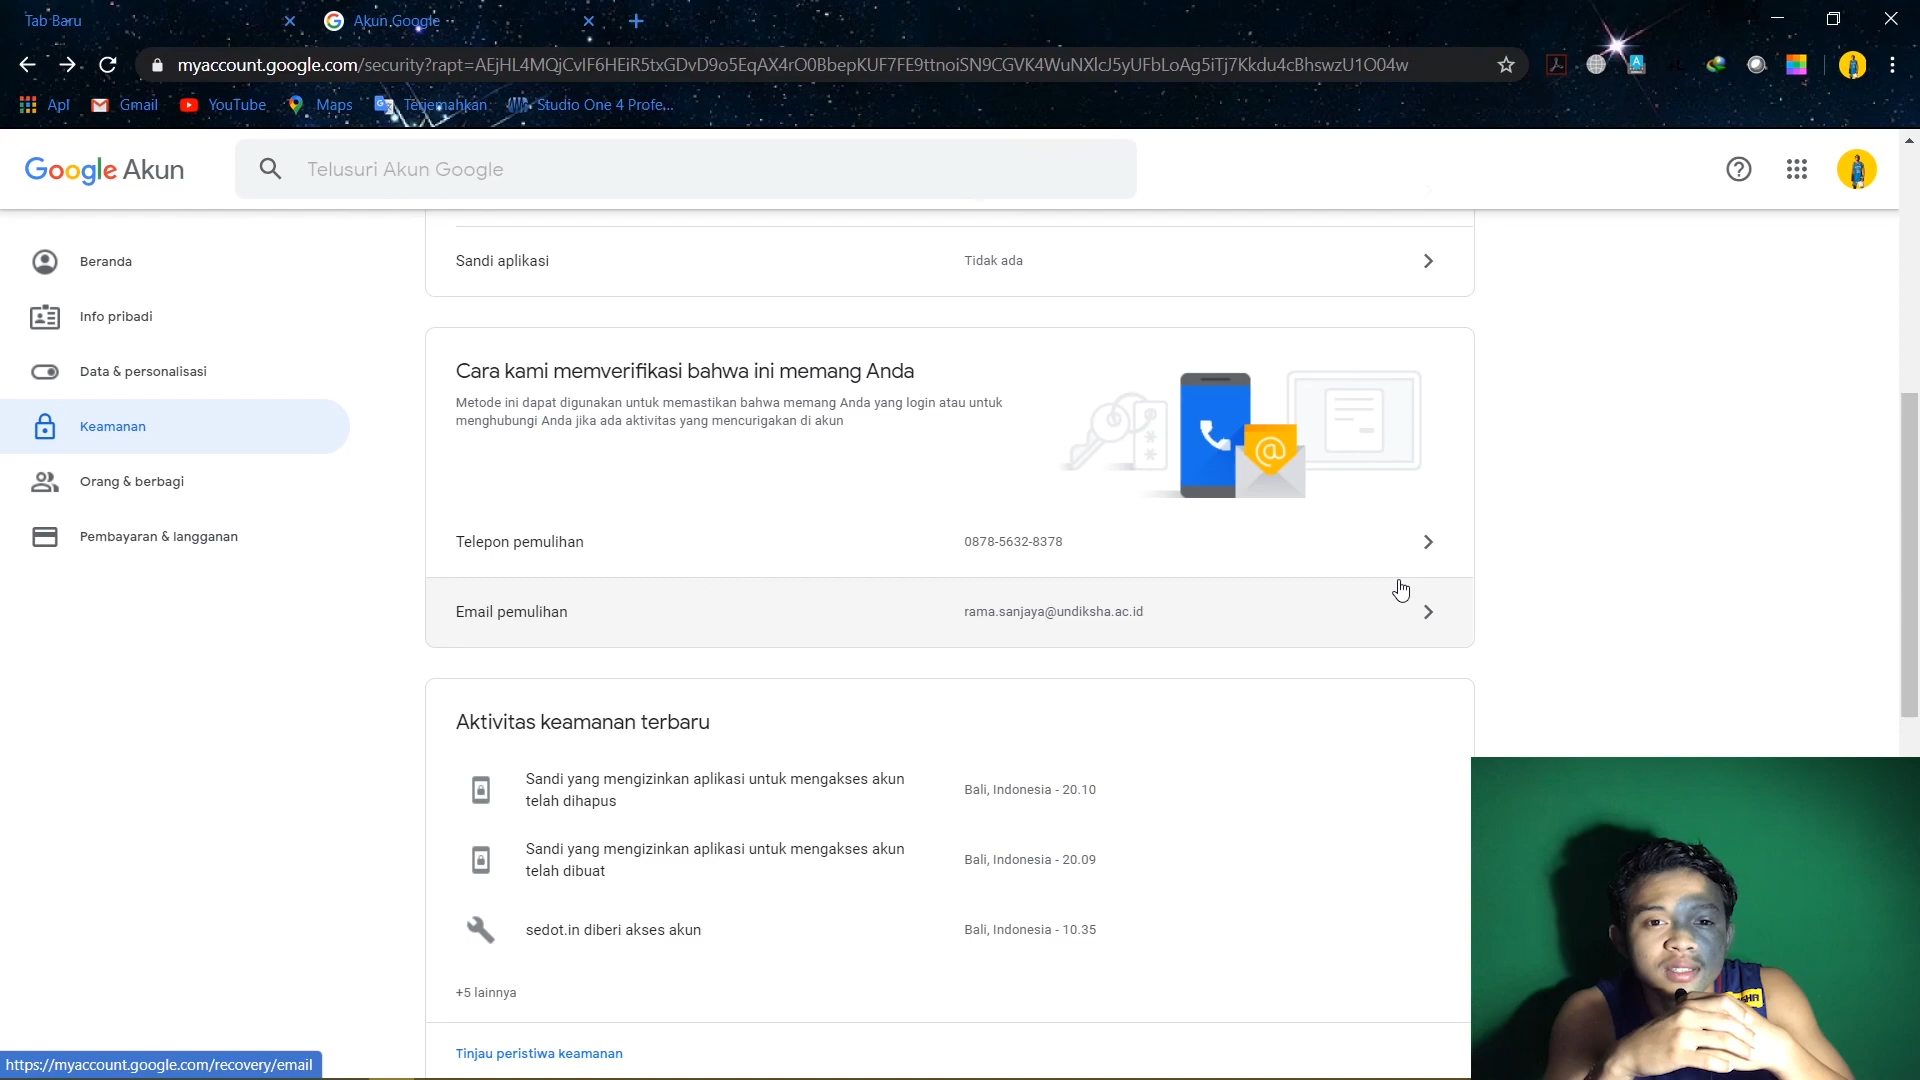 Tab Baru
Akun Google
myaccount.google.com/security?rapt=AEjHL4MQjCvIF6HEiR5txGDvD9o5EqAX4rO0BbepKUF7FE9ttnoiSN9CGVK4WuNXlcJ5yUFbLoAg5iTj7Kkdu4cBhswzU1O04w
Apl
Gmail
YouTube
Maps
Terjemahkan
Studio One 4 Profe...
Google Akun
Telusuri Akun Google
Beranda
Info pribadi
Data & personalisasi
Keamanan
Orang & berbagi
Pembayaran & langganan
Sandi aplikasi
Tidak ada
Cara kami memverifikasi bahwa ini memang Anda
Metode ini dapat digunakan untuk memastikan bahwa memang Anda yang login atau untuk
menghubungi Anda jika ada aktivitas yang mencurigakan di akun
Telepon pemulihan
0878-5632-8378
Email pemulihan
rama.sanjaya@undiksha.ac.id
Aktivitas keamanan terbaru
Sandi yang mengizinkan aplikasi untuk mengakses akun
telah dihapus
Bali, Indonesia - 20.10
Sandi yang mengizinkan aplikasi untuk mengakses akun
telah dibuat
Bali, Indonesia - 20.09
sedot.in diberi akses akun
Bali, Indonesia - 10.35
+5 lainnya
Tinjau peristiwa keamanan
https://myaccount.google.com/recovery/email